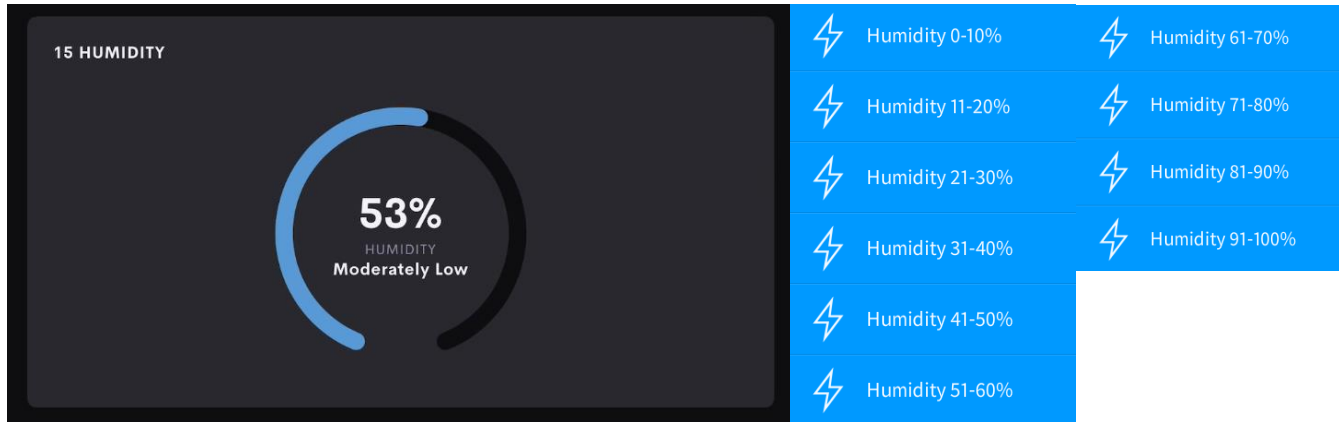 15 HUMIDITY
53%
HUMIDITY
Moderately Low
Humidity 0-10%
Humidity 11-20%
Humidity 21-30%
Humidity 31-40%
Humidity 41-50%
Humidity 51-60%
Humidity 61-70%
Humidity 71-80%
Humidity 81-90%
Humidity 91-100%